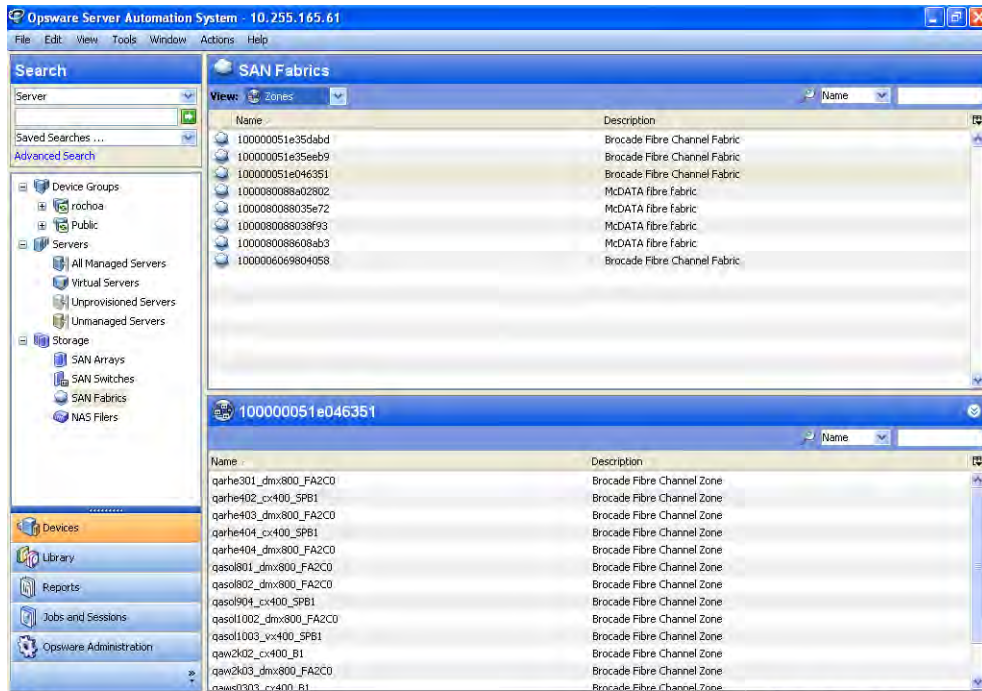 Opsware Server Automation System - 10.255.165.61
File Edit View Tools Window Actions Help
Search
Server
Saved Searches ...
Advanced Search
Device Groups
rochoa
Public
Servers
All Managed Servers
Virtual Servers
Unprovisioned Servers
Unmanaged Servers
Storage
SAN Arrays
SAN Switches
SAN Fabrics
NAS Filers
Devices
Library
Reports
Jobs and Sessions
Opsware Administration
SAN Fabrics
View: Zones Name
Name Description
100000051e35dabd Brocade Fibre Channel Fabric
100000051e35eeb9 Brocade Fibre Channel Fabric
100000051e046351 Brocade Fibre Channel Fabric
1000080088a02802 McDATA fibre fabric
1000080088035e72 McDATA fibre fabric
1000080088038f93 McDATA fibre fabric
1000080088608ab3 McDATA fibre fabric
1000006069804058 Brocade Fibre Channel Fabric
100000051e046351
Name
Name Description
qarhe301_dmx800_FA2C0 Brocade Fibre Channel Zone
qarhe402_cx400_SPB1 Brocade Fibre Channel Zone
qarhe403_dmx800_FA2C0 Brocade Fibre Channel Zone
qarhe404_cx400_SPB1 Brocade Fibre Channel Zone
qarhe404_dmx800_FA2C0 Brocade Fibre Channel Zone
qasol801_dmx800_FA2C0 Brocade Fibre Channel Zone
qasol802_dmx800_FA2C0 Brocade Fibre Channel Zone
qasol904_cx400_SPB1 Brocade Fibre Channel Zone
qasol1002_dmx800_FA2C0 Brocade Fibre Channel Zone
qasol1003_vx400_SPB1 Brocade Fibre Channel Zone
qaw2k02_cx400_B1 Brocade Fibre Channel Zone
qaw2k03_dmx800_FA2C0 Brocade Fibre Channel Zone
qaws0303_cx400_B1 Brocade Fibre Channel Zone